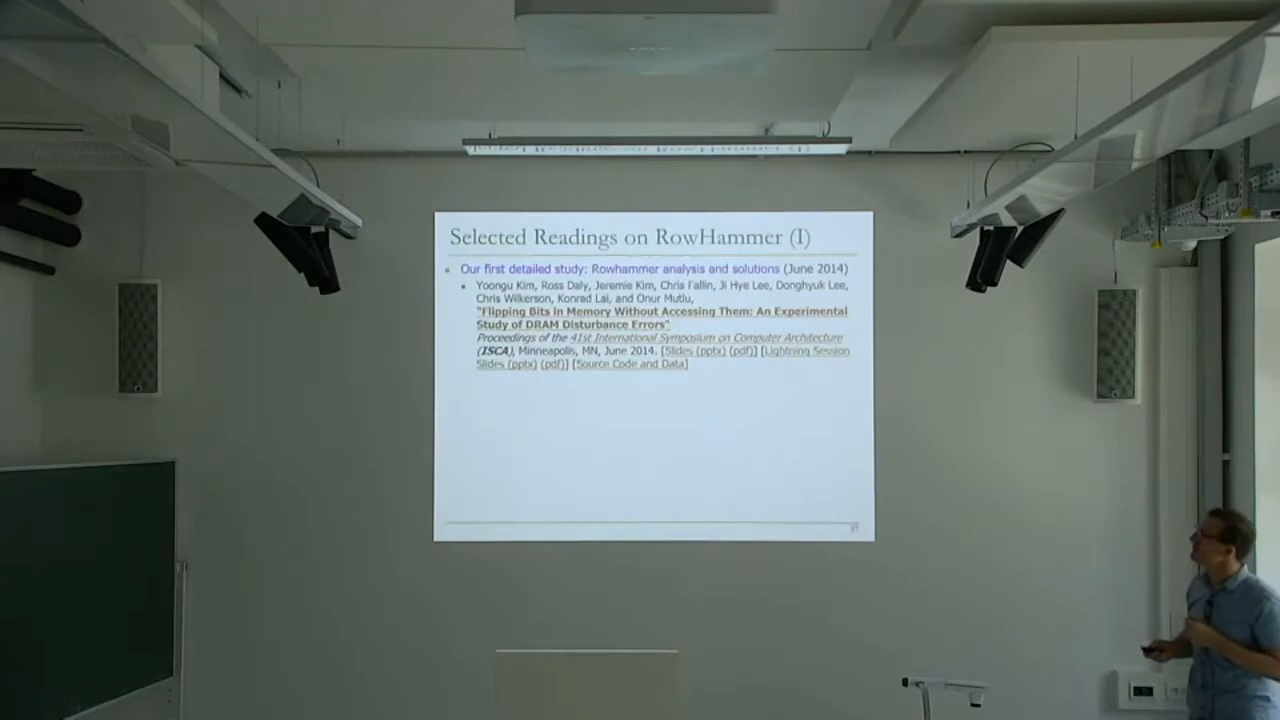 Selected Readings on RowHammer (I)
Our first detailed study: Rowhammer analysis and solutions (June 2014)
Yoongu Kim, Ross Daly, Jeremie Kim, Chris Fallin, Ji Hye Lee, Donghyuk Lee,
Chris Wilkerson, Konrad Lai, and Onur Mutlu,
"Flipping Bits in Memory Without Accessing Them: An Experimental
Study of DRAM Disturbance Errors"
Proceedings of the 41st International Symposium on Computer Architecture
(ISCA), Minneapolis, MN, June 2014. [Slides (pptx) (pdf)] [Lightning Session
Slides (pptx) (pdf)] [Source Code and Data]